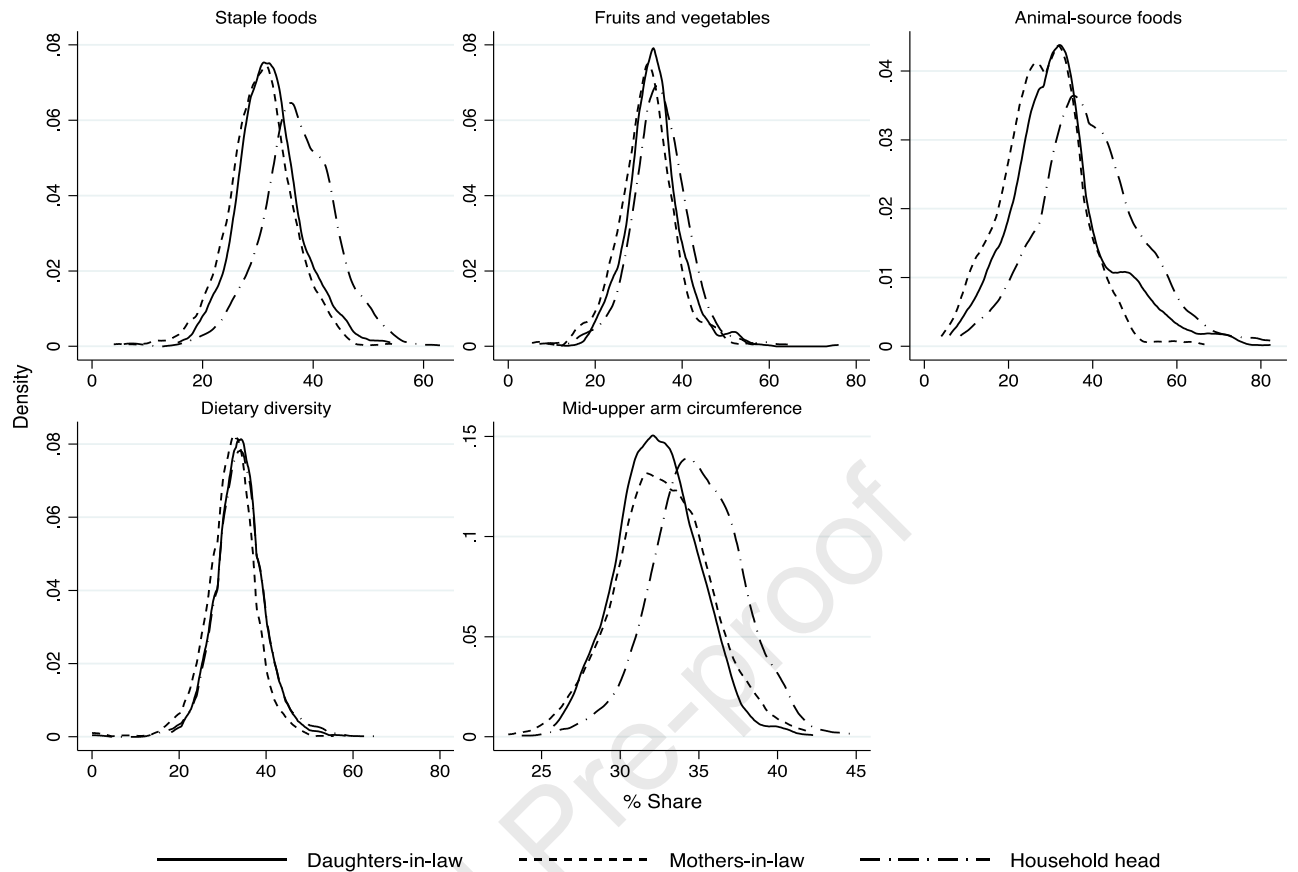 Staple foods
Fruits and vegetables
Animal-source foods
.08
.06
.04
.02
0
0 20 40 60
.08
.06
.04
.02
0
0 20 40 60 80
.04
.03
.02
.01
0
0 20 40 60 80
Density
Dietary diversity
Mid-upper arm circumference
.08
.06
.04
.02
0
0 20 40 60 80
.15
.1
.05
0
25 30 35 40 45
% Share
Daughters-in-law Mothers-in-law Household head
Pre-proof